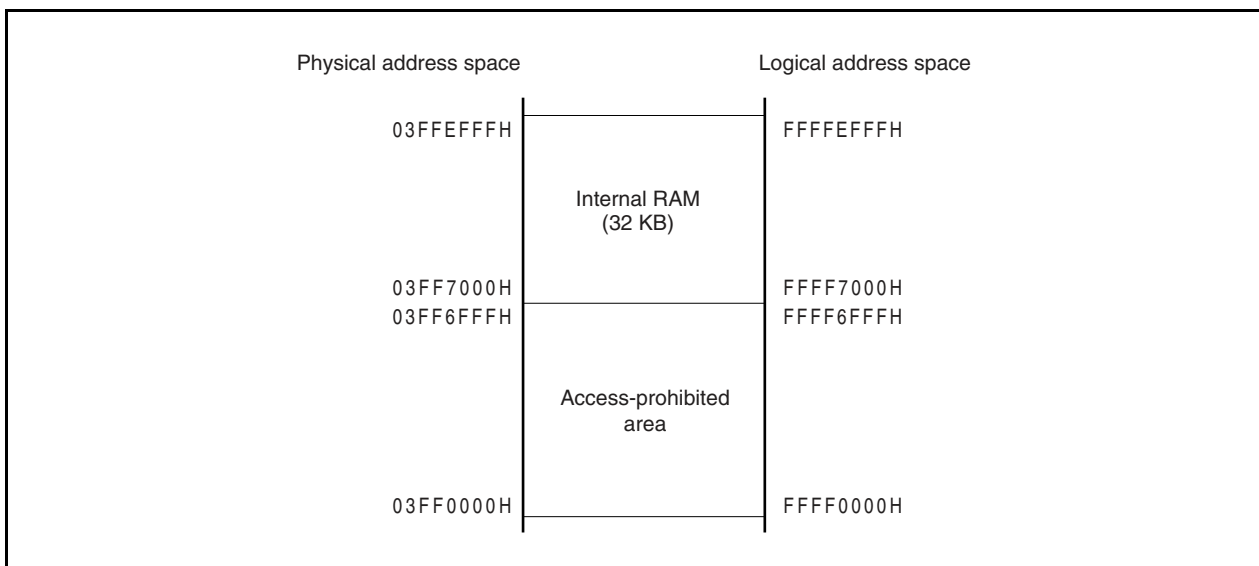 Physical address space
Logical address space
03FFEFFFH
FFFFEFFFH
Internal RAM
(32 KB)
03FF7000H
FFFF7000H
03FF6FFFH
FFFF6FFFH
Access-prohibited
area
03FF0000H
FFFF0000H